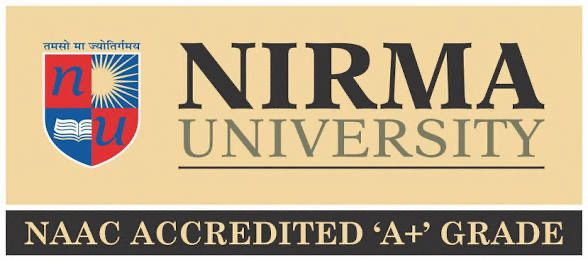 तमसो मा ज्योतिर्गमय
n
u
NIRMA
UNIVERSITY
NAAC ACCREDITED ‘A+’ GRADE